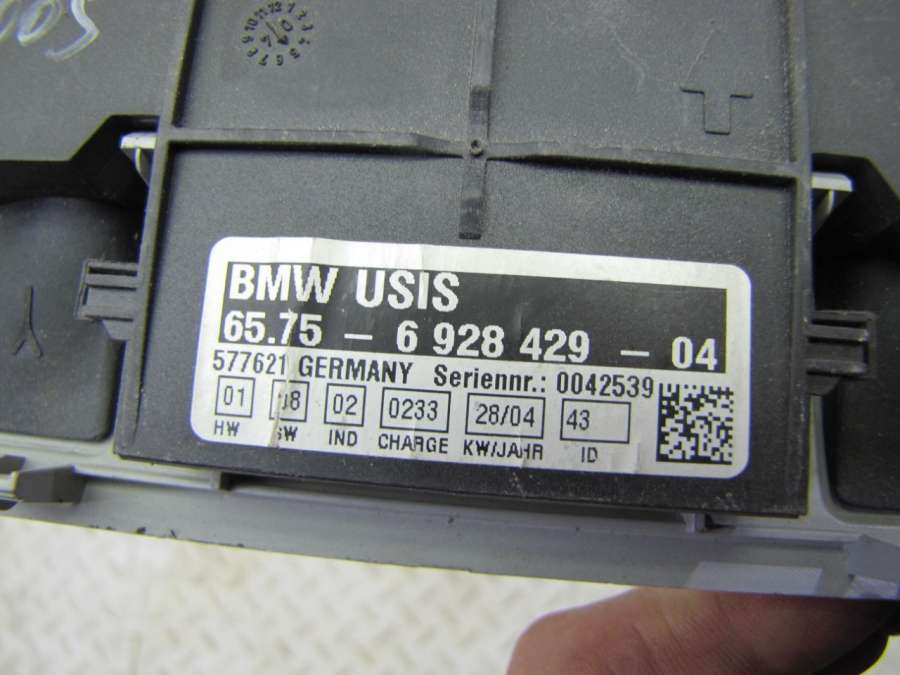 BMW USIS
65.75 – 6 928 429 – 04
577621 GERMANY Seriennr.: 0042539
01 08 02 0233 28/04 43
HW SW IND CHARGE KW/JAHR ID